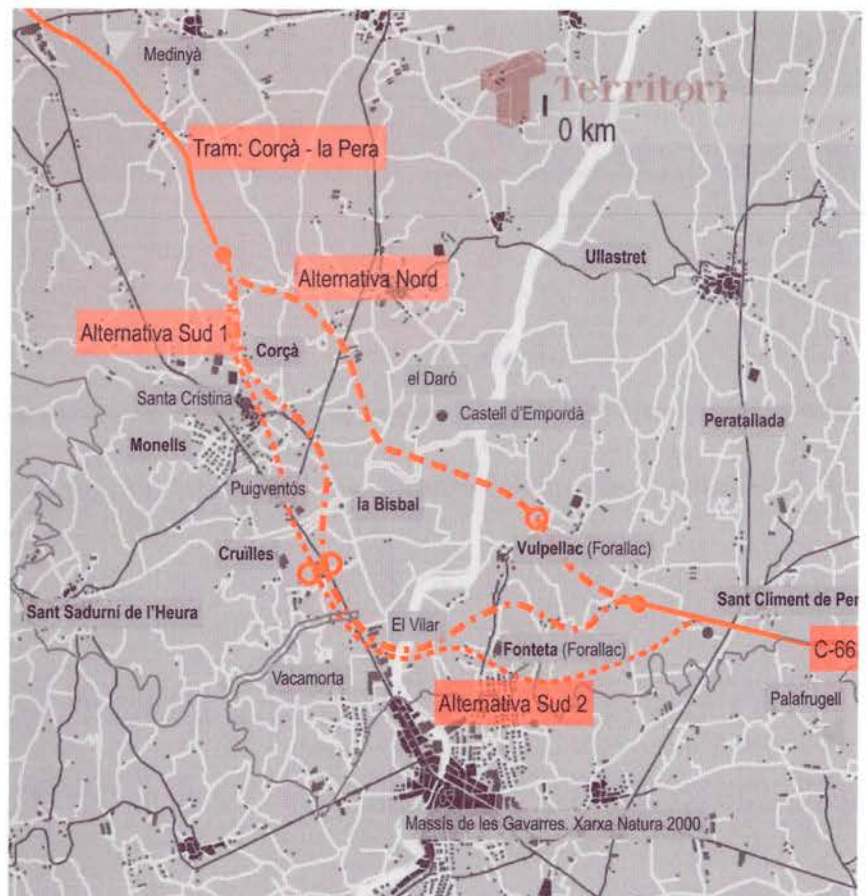 Medinyà
Territori
0 km
Tram: Corçà - la Pera
Ullastret
Alternativa Nord
Alternativa Sud 1
Corçà
el Daró
Santa Cristina
Castell d'Empordà
Peratallada
Monells
Puigventós
la Bisbal
Vulpellac (Forallac)
Cruïlles
Sant Sadurní de l'Heura
El Vilar
Sant Climent de Per
Fonteta (Forallac)
C-66
Vacamorta
Alternativa Sud 2
Palafrugell
Massís de les Gavarres. Xarxa Natura 2000